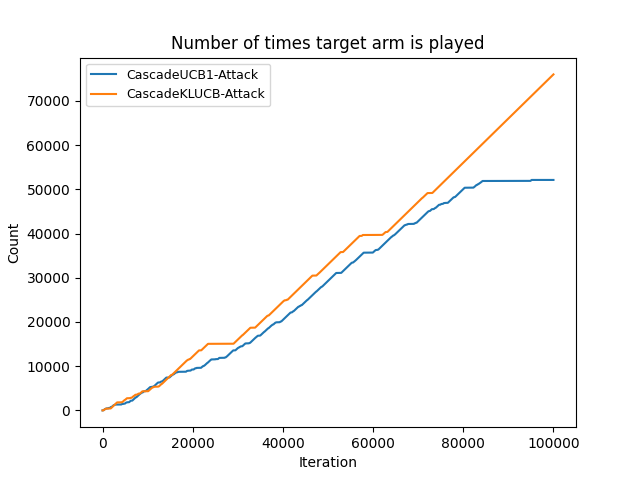 Number of times target arm is played
CascadeUCB1-Attack
CascadeKLUCB-Attack
70000
60000
50000
40000
30000
20000
10000
0
Count
0 20000 40000 60000 80000 100000
Iteration